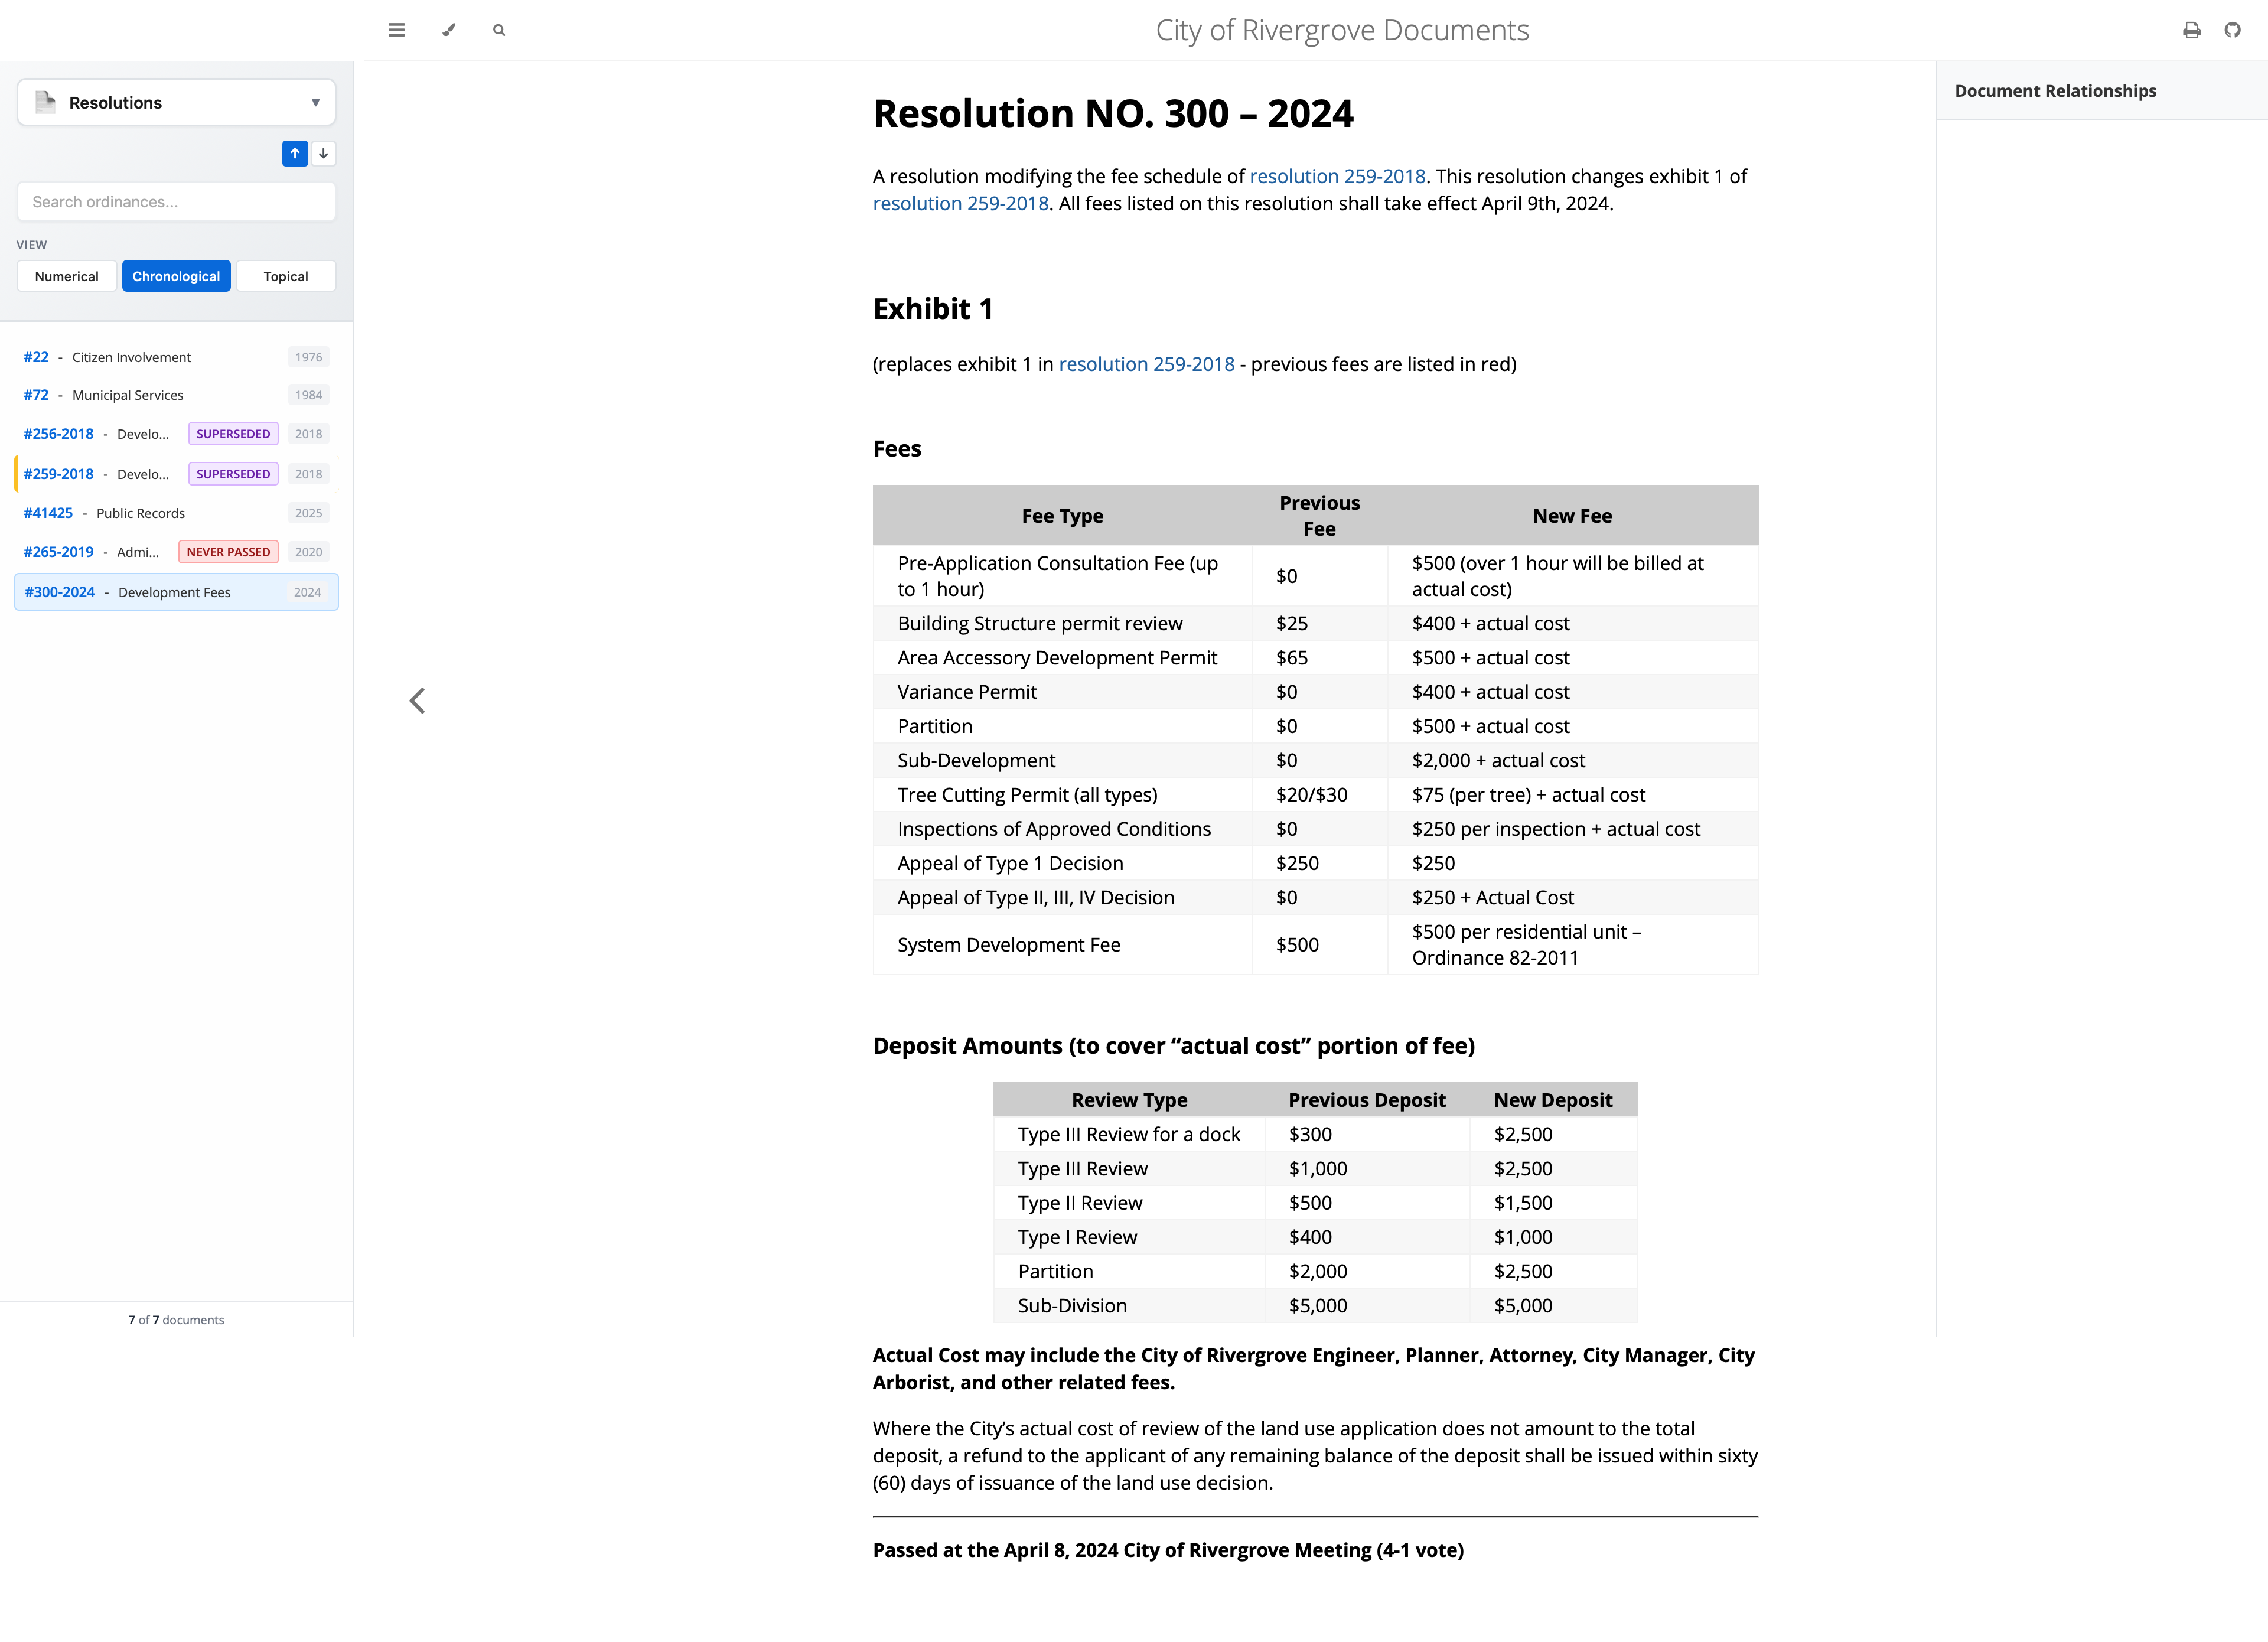 City of Rivergrove Documents
Resolutions ▼
Search ordinances...
VIEW
Numerical Chronological Topical
#22 - Citizen Involvement 1976
#72 - Municipal Services 1984
#256-2018 - Develo... SUPERSEDED 2018
#259-2018 - Develo... SUPERSEDED 2018
#41425 - Public Records 2025
#265-2019 - Admi... NEVER PASSED 2020
#300-2024 - Development Fees 2024
7 of 7 documents
Resolution NO. 300 – 2024
A resolution modifying the fee schedule of resolution 259-2018. This resolution changes exhibit 1 of
resolution 259-2018. All fees listed on this resolution shall take effect April 9th, 2024.
Exhibit 1
(replaces exhibit 1 in resolution 259-2018 - previous fees are listed in red)
Fees
Fee Type Previous Fee New Fee
Pre-Application Consultation Fee (up to 1 hour) $0 $500 (over 1 hour will be billed at actual cost)
Building Structure permit review $25 $400 + actual cost
Area Accessory Development Permit $65 $500 + actual cost
Variance Permit $0 $400 + actual cost
Partition $0 $500 + actual cost
Sub-Development $0 $2,000 + actual cost
Tree Cutting Permit (all types) $20/$30 $75 (per tree) + actual cost
Inspections of Approved Conditions $0 $250 per inspection + actual cost
Appeal of Type 1 Decision $250 $250
Appeal of Type II, III, IV Decision $0 $250 + Actual Cost
System Development Fee $500 $500 per residential unit – Ordinance 82-2011
Deposit Amounts (to cover “actual cost” portion of fee)
Review Type Previous Deposit New Deposit
Type III Review for a dock $300 $2,500
Type III Review $1,000 $2,500
Type II Review $500 $1,500
Type I Review $400 $1,000
Partition $2,000 $2,500
Sub-Division $5,000 $5,000
Actual Cost may include the City of Rivergrove Engineer, Planner, Attorney, City Manager, City
Arborist, and other related fees.
Where the City’s actual cost of review of the land use application does not amount to the total
deposit, a refund to the applicant of any remaining balance of the deposit shall be issued within sixty
(60) days of issuance of the land use decision.
Passed at the April 8, 2024 City of Rivergrove Meeting (4-1 vote)
Document Relationships